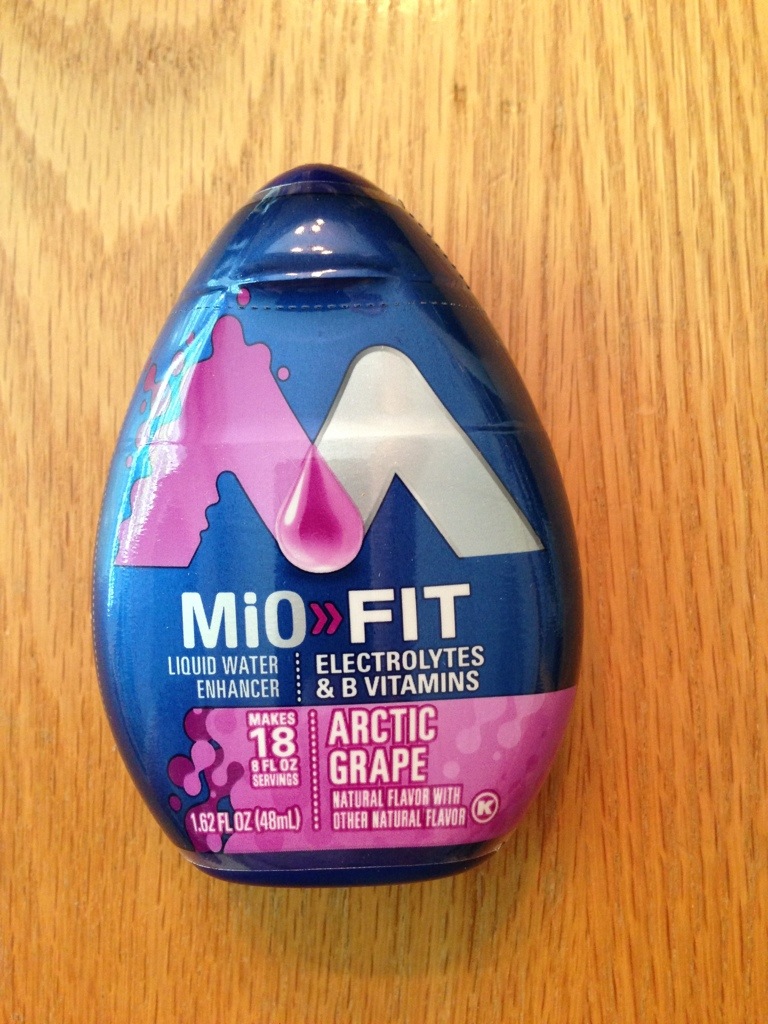 MiO»FIT
LIQUID WATER
ENHANCER
ELECTROLYTES
& B VITAMINS
MAKES
18
8 FL OZ
SERVINGS
1.62 FL OZ (48mL)
ARCTIC
GRAPE
NATURAL FLAVOR WITH
OTHER NATURAL FLAVOR
K